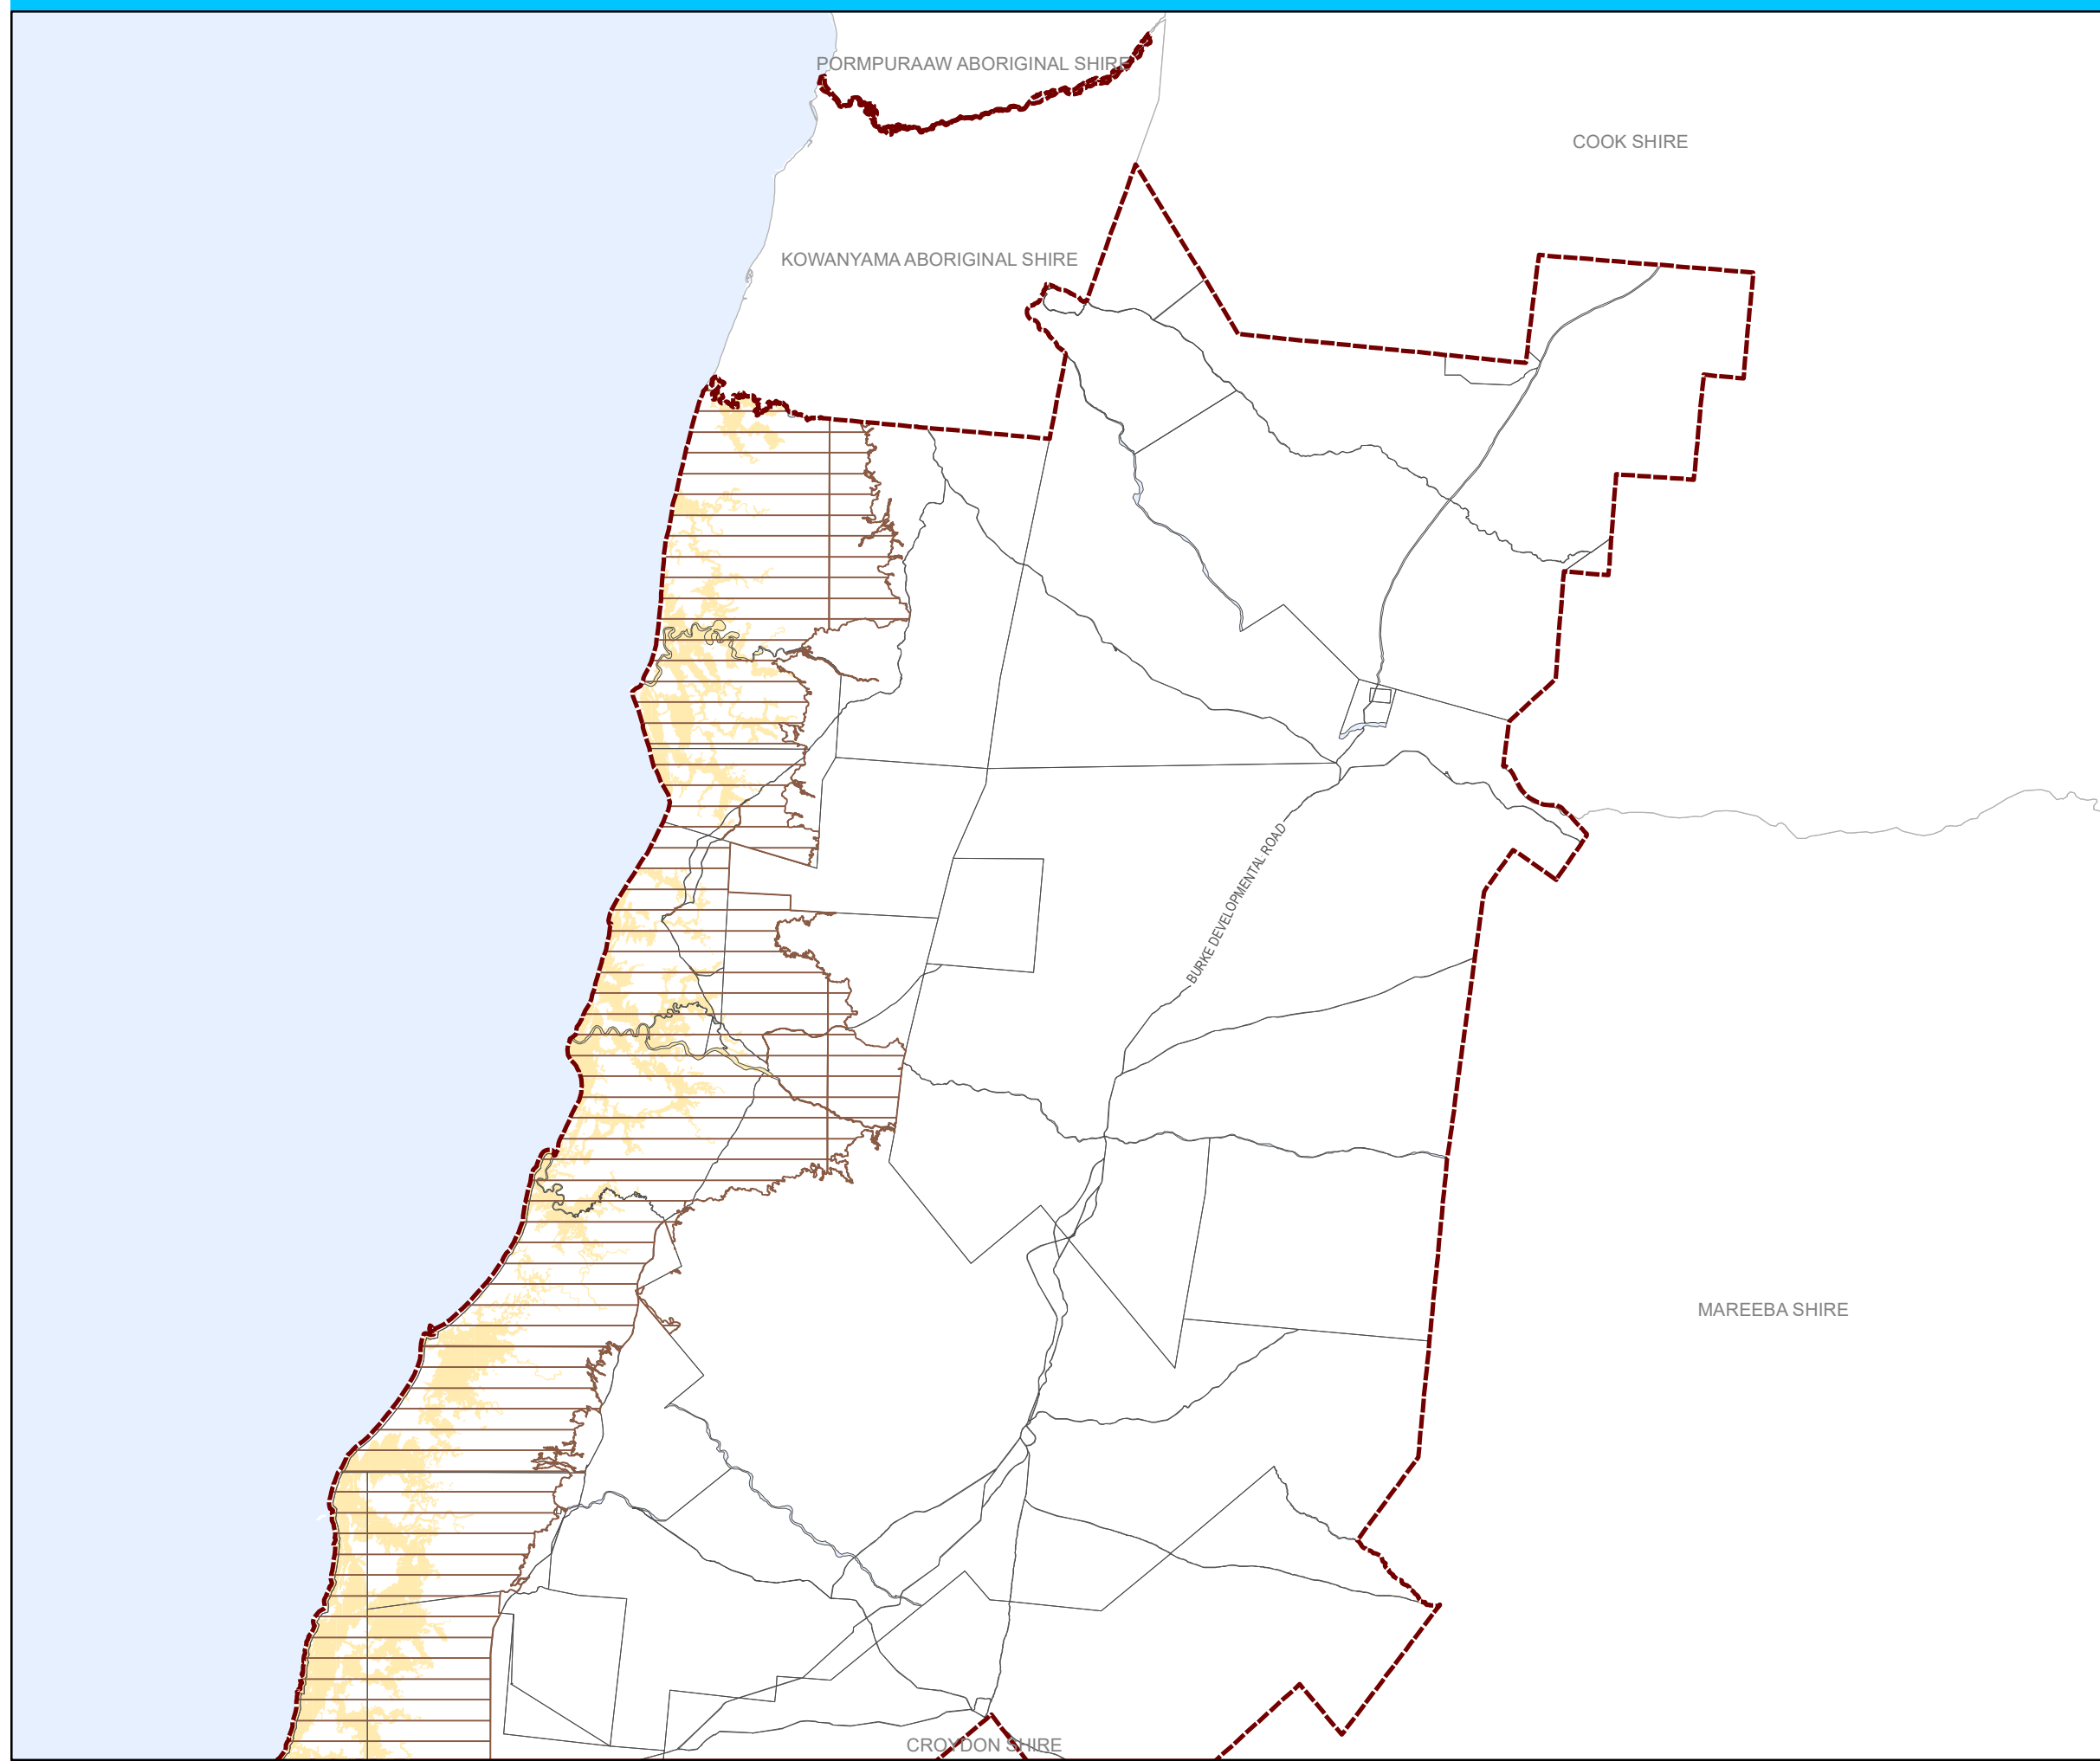 PORMPURAAW ABORIGINAL SHIRE
COOK SHIRE
KOWANYAMA ABORIGINAL SHIRE
BURKE DEVELOPMENTAL ROAD
MAREEBA SHIRE
CROYDON SHIRE